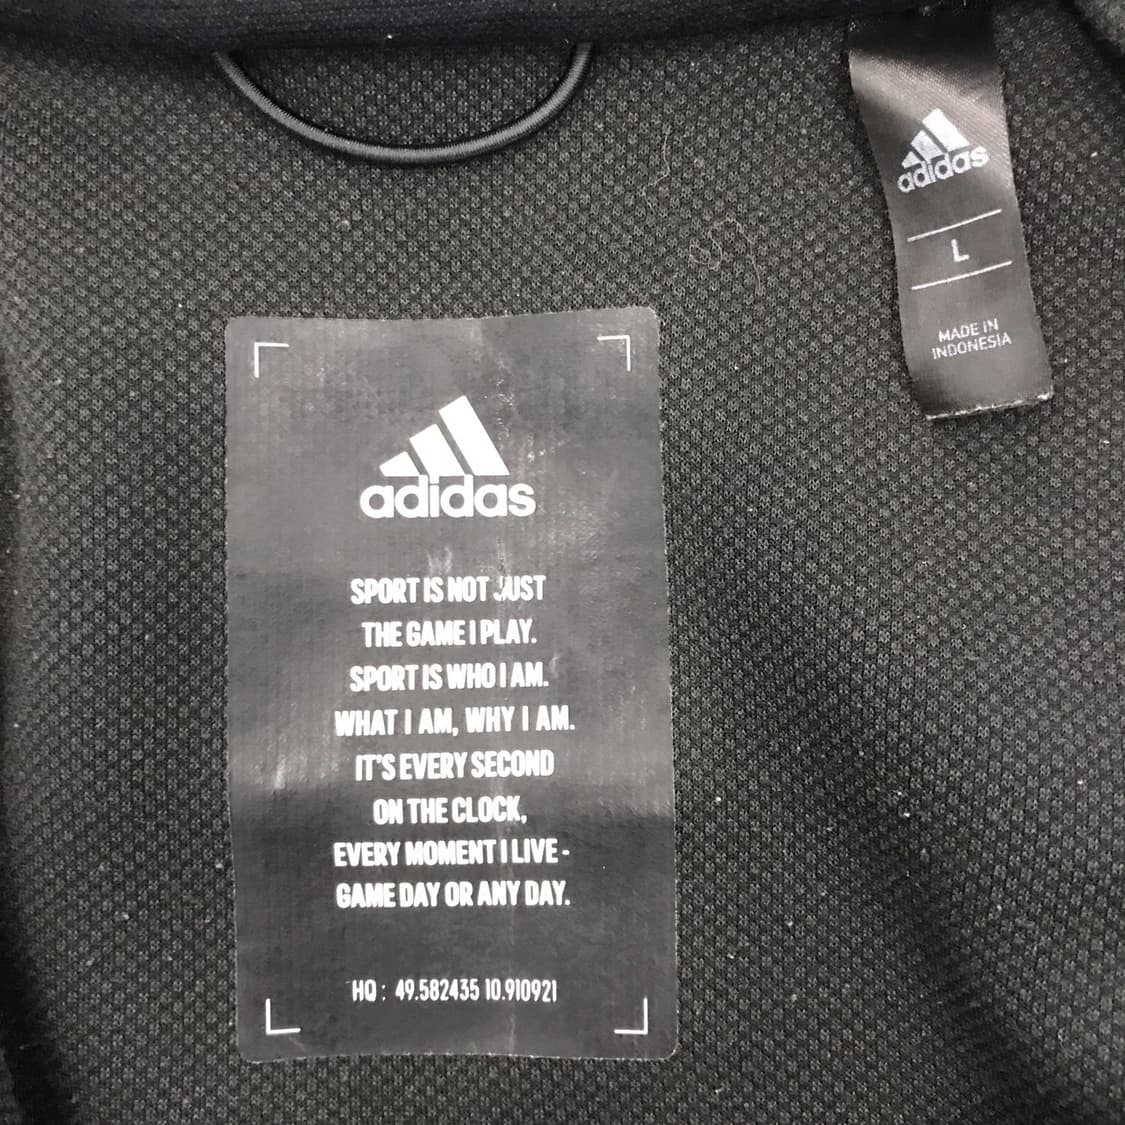 adidas
L
MADE IN
INDONESIA
adidas
SPORT IS NOT JUST
THE GAME I PLAY.
SPORT IS WHO I AM.
WHAT I AM, WHY I AM.
IT'S EVERY SECOND
ON THE CLOCK,
EVERY MOMENT I LIVE -
GAME DAY OR ANY DAY.
HQ : 49.582435 10.910921